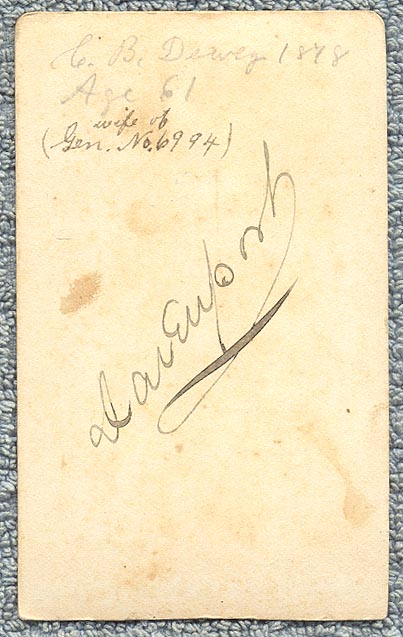 C. B. Dewey 1878
Age 61
wife of
(Gen. No. 6994)
Davenport